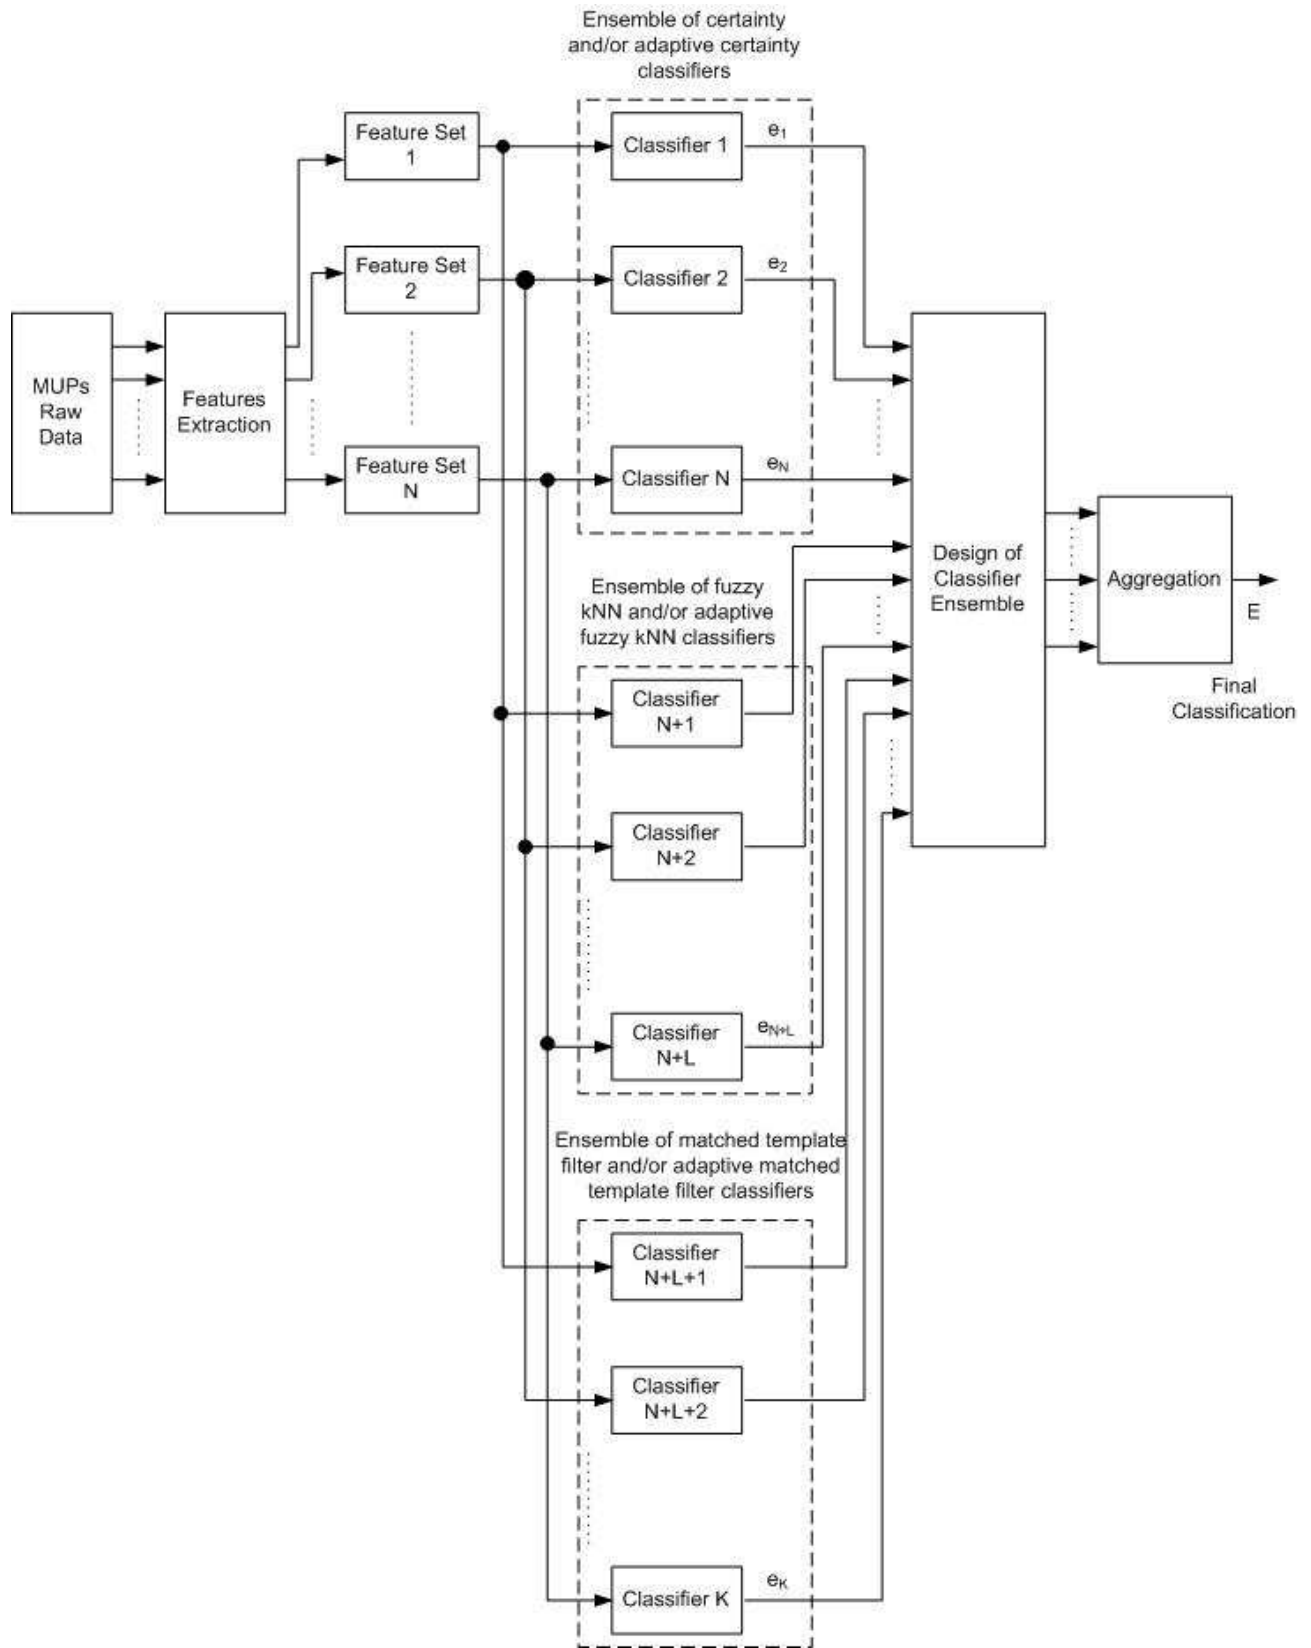 Ensemble of certainty
and/or adaptive certainty
classifiers
Feature Set
1
Classifier 1
e₁
Feature Set
2
Classifier 2
e₂
MUPs
Raw
Data
Features
Extraction
Feature Set
N
Classifier N
e_N
Design of
Classifier
Ensemble
Aggregation
E
Final
Classification
Ensemble of fuzzy
kNN and/or adaptive
fuzzy kNN classifiers
Classifier
N+1
Classifier
N+2
Classifier
N+L
e_N+L
Ensemble of matched template
filter and/or adaptive matched
template filter classifiers
Classifier
N+L+1
Classifier
N+L+2
Classifier K
e_K